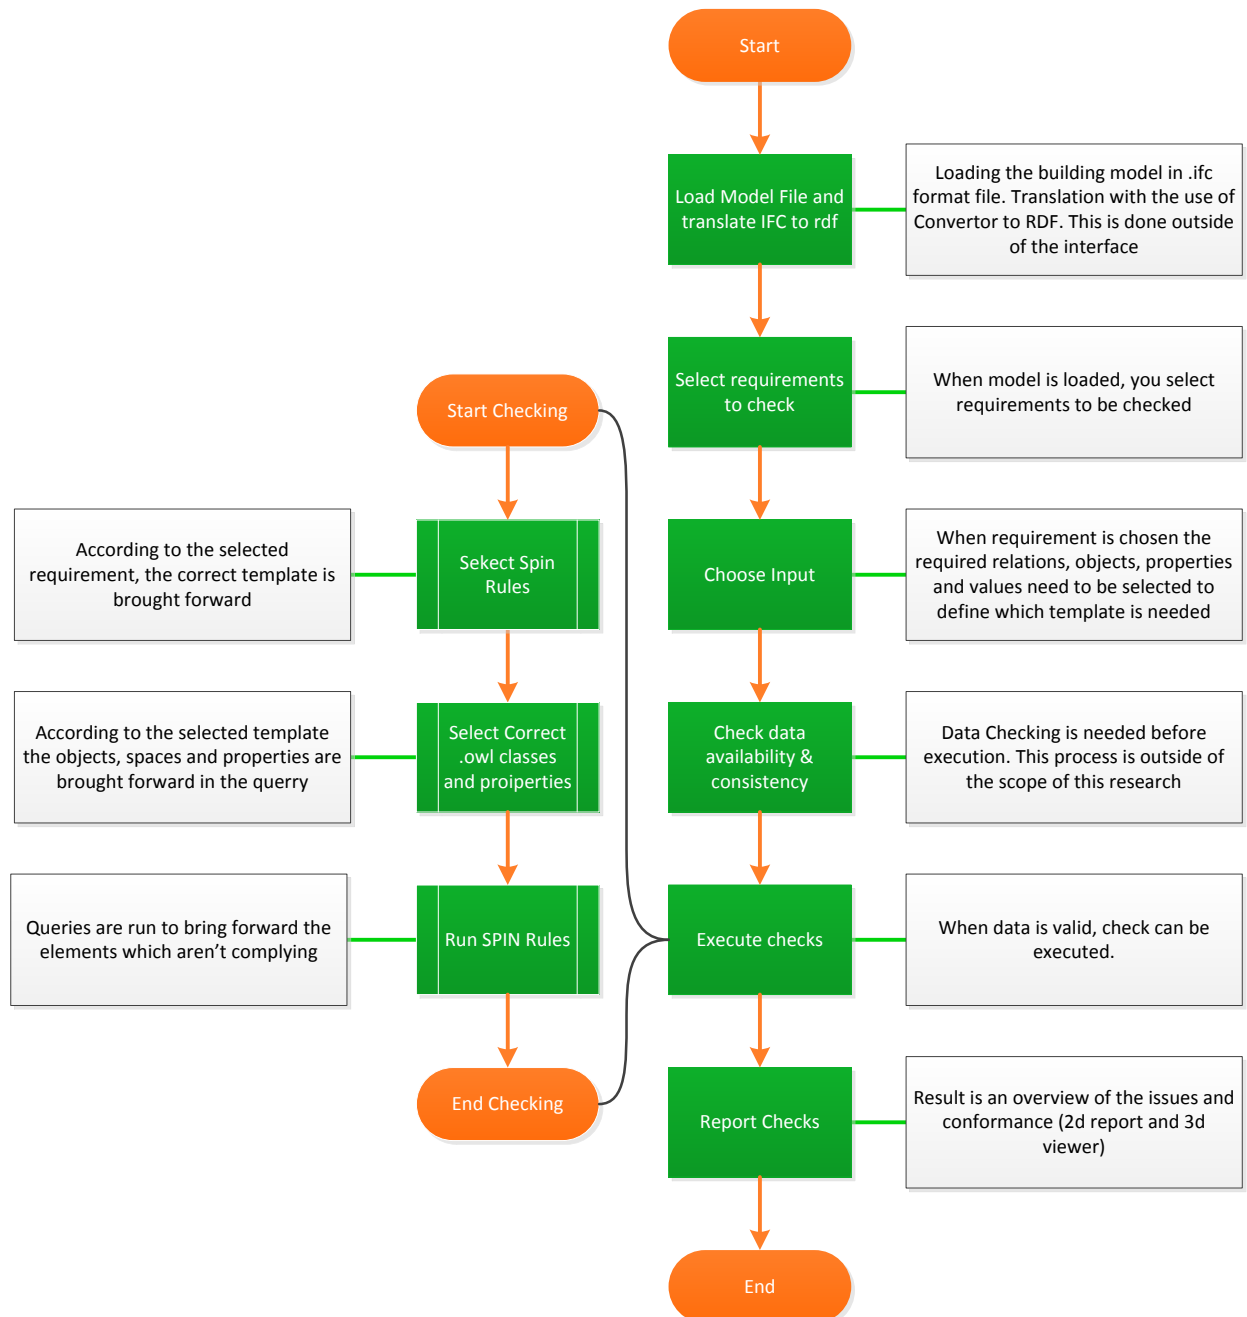 Start
Load Model File and
translate IFC to rdf
Loading the building model in .ifc
format file. Translation with the use of
Convertor to RDF. This is done outside
of the interface
Select requirements
to check
When model is loaded, you select
requirements to be checked
Start Checking
According to the selected
requirement, the correct template is
brought forward
Sekect Spin
Rules
Choose Input
When requirement is chosen the
required relations, objects, properties
and values need to be selected to
define which template is needed
According to the selected template
the objects, spaces and properties are
brought forward in the querry
Select Correct
.owl classes
and proiperties
Check data
availability &
consistency
Data Checking is needed before
execution. This process is outside of
the scope of this research
Queries are run to bring forward the
elements which aren’t complying
Run SPIN Rules
Execute checks
When data is valid, check can be
executed.
End Checking
Report Checks
Result is an overview of the issues and
conformance (2d report and 3d
viewer)
End